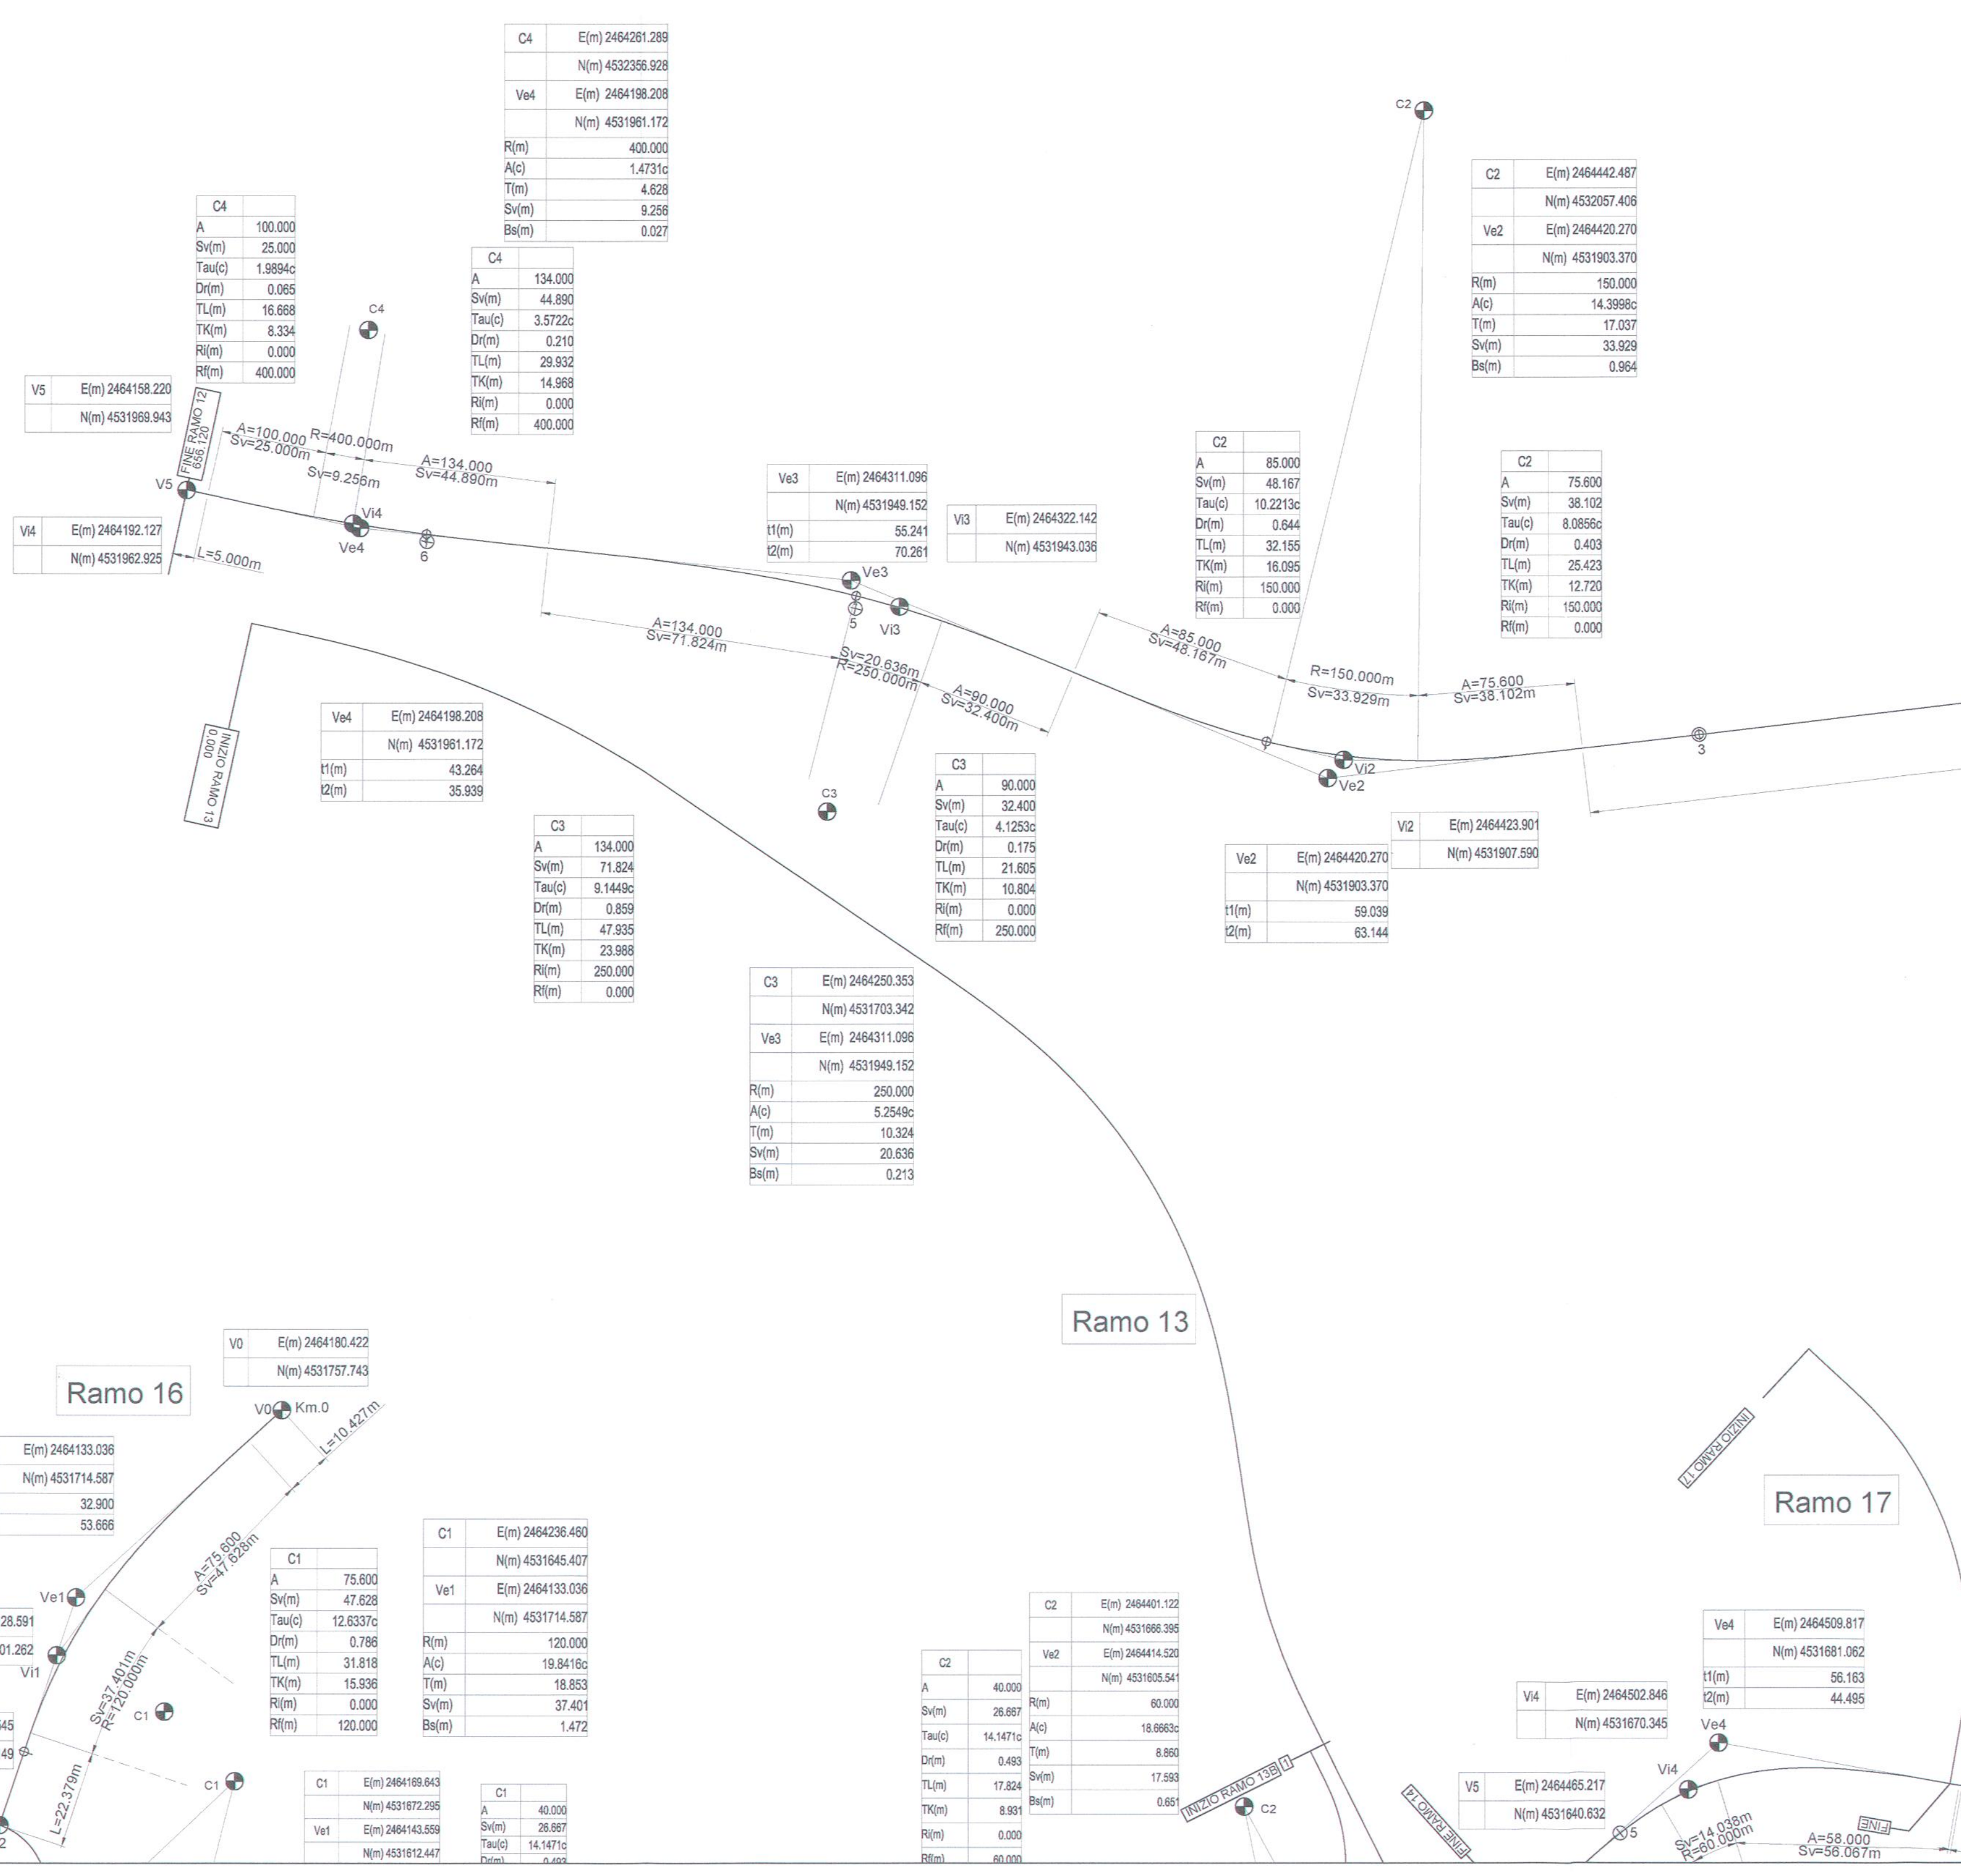 C4 E(m) 2464261.289
N(m) 4532356.928
Ve4 E(m) 2464198.208
N(m) 4531961.172
R(m) 400.000
A(c) 1.4731c
T(m) 4.628
Sv(m) 9.256
Bs(m) 0.027
C2
C2 E(m) 2464442.487
N(m) 4532057.406
Ve2 E(m) 2464420.270
N(m) 4531903.370
R(m) 150.000
A(c) 14.3998c
T(m) 17.037
Sv(m) 33.929
Bs(m) 0.964
C4
A 100.000
Sv(m) 25.000
Tau(c) 1.9894c
Dr(m) 0.065
TL(m) 16.668
TK(m) 8.334
Ri(m) 0.000
Rf(m) 400.000
C4
A 134.000
Sv(m) 44.890
Tau(c) 3.5722c
Dr(m) 0.210
TL(m) 29.932
TK(m) 14.968
Ri(m) 0.000
Rf(m) 400.000
C4
V5 E(m) 2464158.220
N(m) 4531969.943
FINE RAMO 12
656.120
A=100.000
Sv=25.000m
R=400.000m
Sv=9.256m
A=134.000
Sv=44.890m
V5
Vi4
Ve4
6
L=5.000m
Vi4 E(m) 2464192.127
N(m) 4531962.925
Ve3 E(m) 2464311.096
N(m) 4531949.152
t1(m) 55.241
t2(m) 70.261
Vi3 E(m) 2464322.142
N(m) 4531943.036
C2
A 85.000
Sv(m) 48.167
Tau(c) 10.2213c
Dr(m) 0.644
TL(m) 32.155
TK(m) 16.095
Ri(m) 150.000
Rf(m) 0.000
C2
A 75.600
Sv(m) 38.102
Tau(c) 8.0856c
Dr(m) 0.403
TL(m) 25.423
TK(m) 12.720
Ri(m) 150.000
Rf(m) 0.000
Ve3
5
Vi3
A=134.000
Sv=71.824m
Sv=20.636m
R=250.000m
A=90.000
Sv=32.400m
A=85.000
Sv=48.167m
R=150.000m
Sv=33.929m
A=75.600
Sv=38.102m
3
Vi2
Ve2
C3
INIZIO RAMO 13
0.000
Ve4 E(m) 2464198.208
N(m) 4531961.172
t1(m) 43.264
t2(m) 35.939
C3
A 134.000
Sv(m) 71.824
Tau(c) 9.1449c
Dr(m) 0.859
TL(m) 47.935
TK(m) 23.988
Ri(m) 250.000
Rf(m) 0.000
C3
A 90.000
Sv(m) 32.400
Tau(c) 4.1253c
Dr(m) 0.175
TL(m) 21.605
TK(m) 10.804
Ri(m) 0.000
Rf(m) 250.000
Vi2 E(m) 2464423.901
N(m) 4531907.590
Ve2 E(m) 2464420.270
N(m) 4531903.370
t1(m) 59.039
t2(m) 63.144
C3 E(m) 2464250.353
N(m) 4531703.342
Ve3 E(m) 2464311.096
N(m) 4531949.152
R(m) 250.000
A(c) 5.2549c
T(m) 10.324
Sv(m) 20.636
Bs(m) 0.213
Ramo 13
V0 E(m) 2464180.422
N(m) 4531757.743
Ramo 16
V0 Km.0
L=10.427m
E(m) 2464133.036
N(m) 4531714.587
32.900
53.666
A=75.600
Sv=47.628m
Ve1
28.591
01.262
Vi1
Sv=37.401m
R=120.000m
C1
C1
L=22.379m
545
49
2
C1
A 75.600
Sv(m) 47.628
Tau(c) 12.6337c
Dr(m) 0.786
TL(m) 31.818
TK(m) 15.936
Ri(m) 0.000
Rf(m) 120.000
C1 E(m) 2464236.460
N(m) 4531645.407
Ve1 E(m) 2464133.036
N(m) 4531714.587
R(m) 120.000
A(c) 19.8416c
T(m) 18.853
Sv(m) 37.401
Bs(m) 1.472
C1 E(m) 2464169.643
N(m) 4531672.295
Ve1 E(m) 2464143.559
N(m) 4531612.447
C1
A 40.000
Sv(m) 26.667
Tau(c) 14.1471c
Dr(m) 0.493
C2
A 40.000
Sv(m) 26.667
Tau(c) 14.1471c
Dr(m) 0.493
TL(m) 17.824
TK(m) 8.931
Ri(m) 0.000
Rf(m) 60.000
C2 E(m) 2464401.122
N(m) 4531666.395
Ve2 E(m) 2464414.520
N(m) 4531605.541
R(m) 60.000
A(c) 18.6663c
T(m) 8.860
Sv(m) 17.593
Bs(m) 0.651
INIZIO RAMO 13B 1
C2
FINE RAMO 14
INIZIO RAMO 17
Ramo 17
Ve4 E(m) 2464509.817
N(m) 4531681.062
t1(m) 56.163
t2(m) 44.495
Vi4 E(m) 2464502.846
N(m) 4531670.345
V5 E(m) 2464465.217
N(m) 4531640.632
Ve4
Vi4
5
Sv=14.038m
R=60.000m
A=58.000
Sv=56.067m
FINE